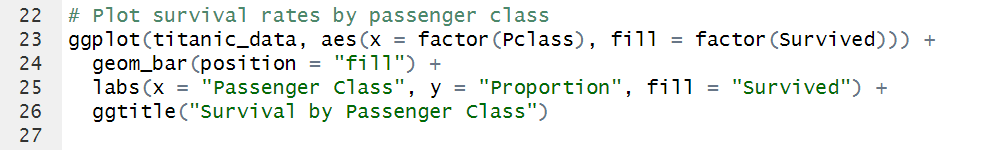 22 # Plot survival rates by passenger class
23 ggplot(titanic_data, aes(x = factor(Pclass), fill = factor(Survived))) +
24   geom_bar(position = "fill") +
25   labs(x = "Passenger Class", y = "Proportion", fill = "Survived") +
26   ggtitle("Survival by Passenger Class")
27